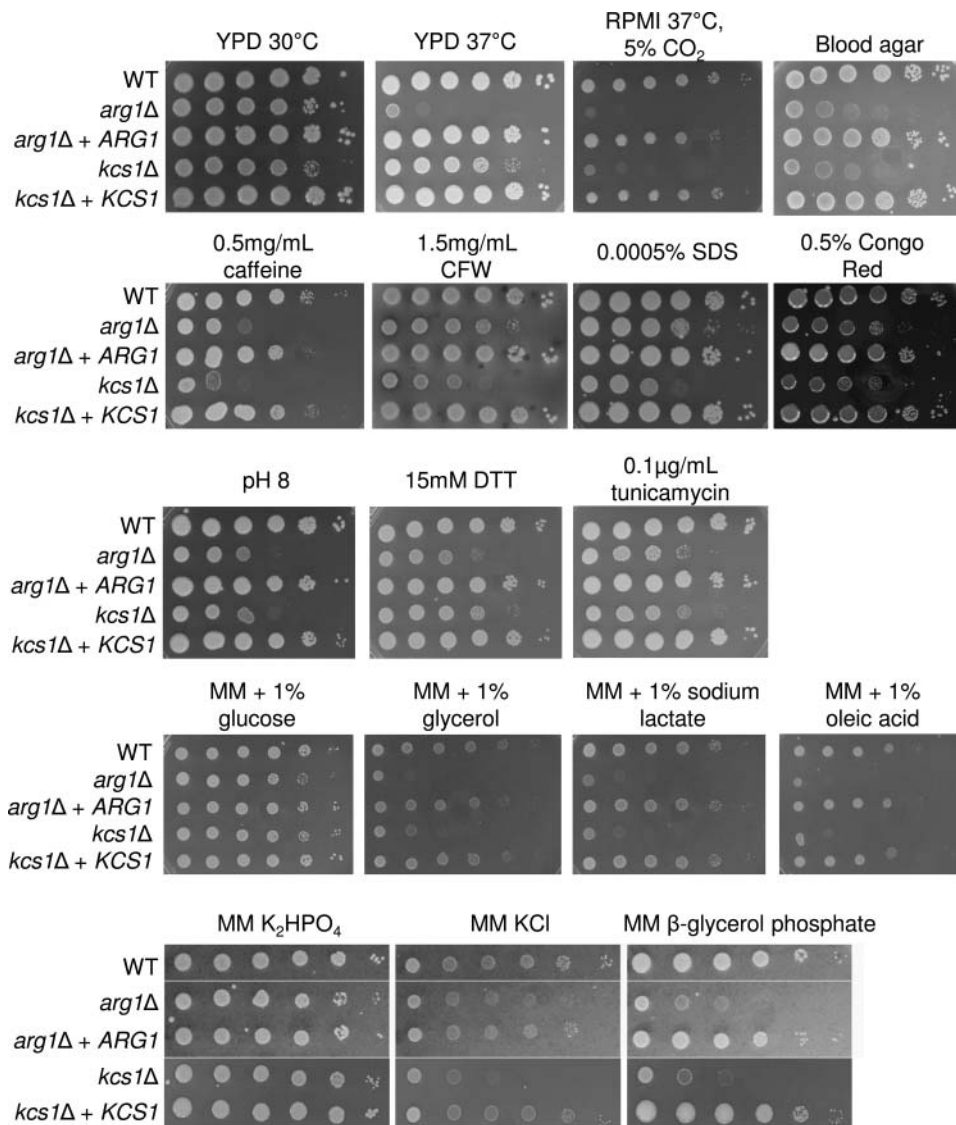 YPD 30°C
YPD 37°C
RPMI 37°C,
5% CO₂
Blood agar
WT
arg1Δ
arg1Δ + ARG1
kcs1Δ
kcs1Δ + KCS1
0.5mg/mL
caffeine
1.5mg/mL
CFW
0.0005% SDS
0.5% Congo
Red
WT
arg1Δ
arg1Δ + ARG1
kcs1Δ
kcs1Δ + KCS1
pH 8
15mM DTT
0.1µg/mL
tunicamycin
WT
arg1Δ
arg1Δ + ARG1
kcs1Δ
kcs1Δ + KCS1
MM + 1%
glucose
MM + 1%
glycerol
MM + 1% sodium
lactate
MM + 1%
oleic acid
WT
arg1Δ
arg1Δ + ARG1
kcs1Δ
kcs1Δ + KCS1
MM K₂HPO₄
MM KCl
MM β-glycerol phosphate
WT
arg1Δ
arg1Δ + ARG1
kcs1Δ
kcs1Δ + KCS1